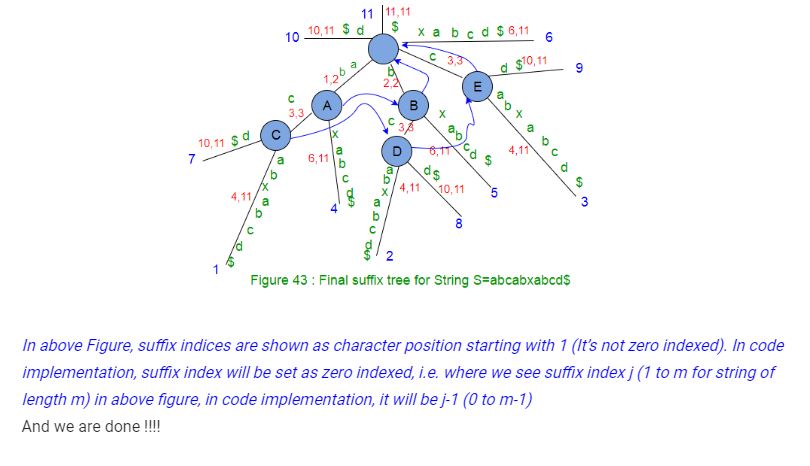 11 11,11
10 10,11 $ d $ x a b c d $ 6,11 6
c 3,3 d $ 10,11 9
1,2 b a b 2,2 E
c 3,3 A B a b x a b c d $ 4,11 3
10,11 $ d C x a b c d $ 6,11 4 c 3,3 D x a b c d $ 6,11 5
7
a b x a b c d $ 4,11 1
a b x a b c d $ 4,11 2
d $ 10,11 8
Figure 43 : Final suffix tree for String S=abcabxabcd$
In above Figure, suffix indices are shown as character position starting with 1 (It's not zero indexed). In code
implementation, suffix index will be set as zero indexed, i.e. where we see suffix index j (1 to m for string of
length m) in above figure, in code implementation, it will be j-1 (0 to m-1)
And we are done !!!!